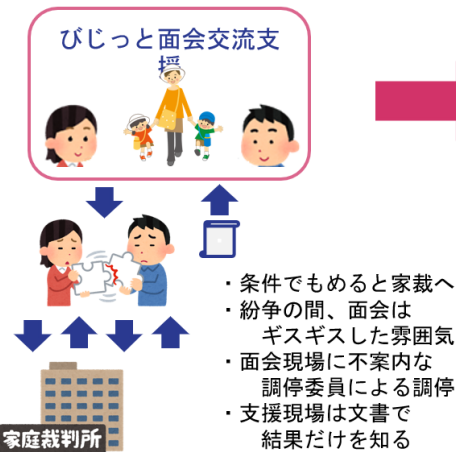 びじっと面会交流支
援
・条件でもめると家裁へ
・紛争の間、面会は
ギスギスした雰囲気
・面会現場に不案内な
調停委員による調停
・支援現場は文書で
結果だけを知る
家庭裁判所